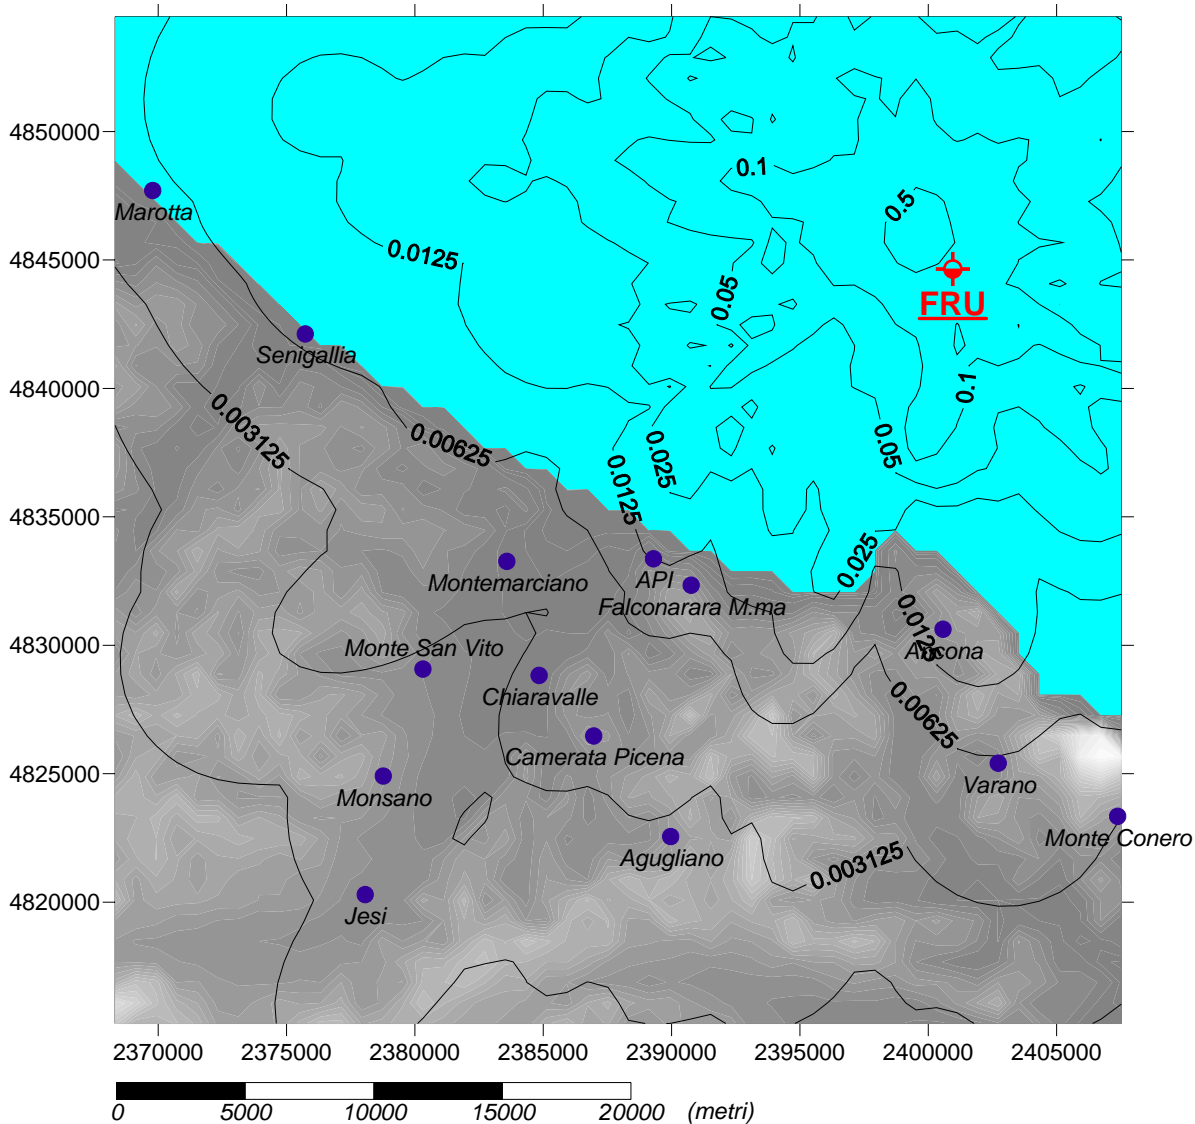 4850000
0.1
Marotta
0.5
0.0125
4845000
0.05
FRU
Senigallia
4840000
0.1
0.003125
0.00625
0.05
0.025
0.0125
4835000
0.025
API
Montemarciano
Falconarara M.ma
0.0125
4830000
Monte San Vito
Ancona
Chiaravalle
0.00625
Camerata Picena
4825000
Varano
Monsano
Monte Conero
Agugliano
0.003125
4820000
Jesi
2370000 2375000 2380000 2385000 2390000 2395000 2400000 2405000
0 5000 10000 15000 20000 (metri)